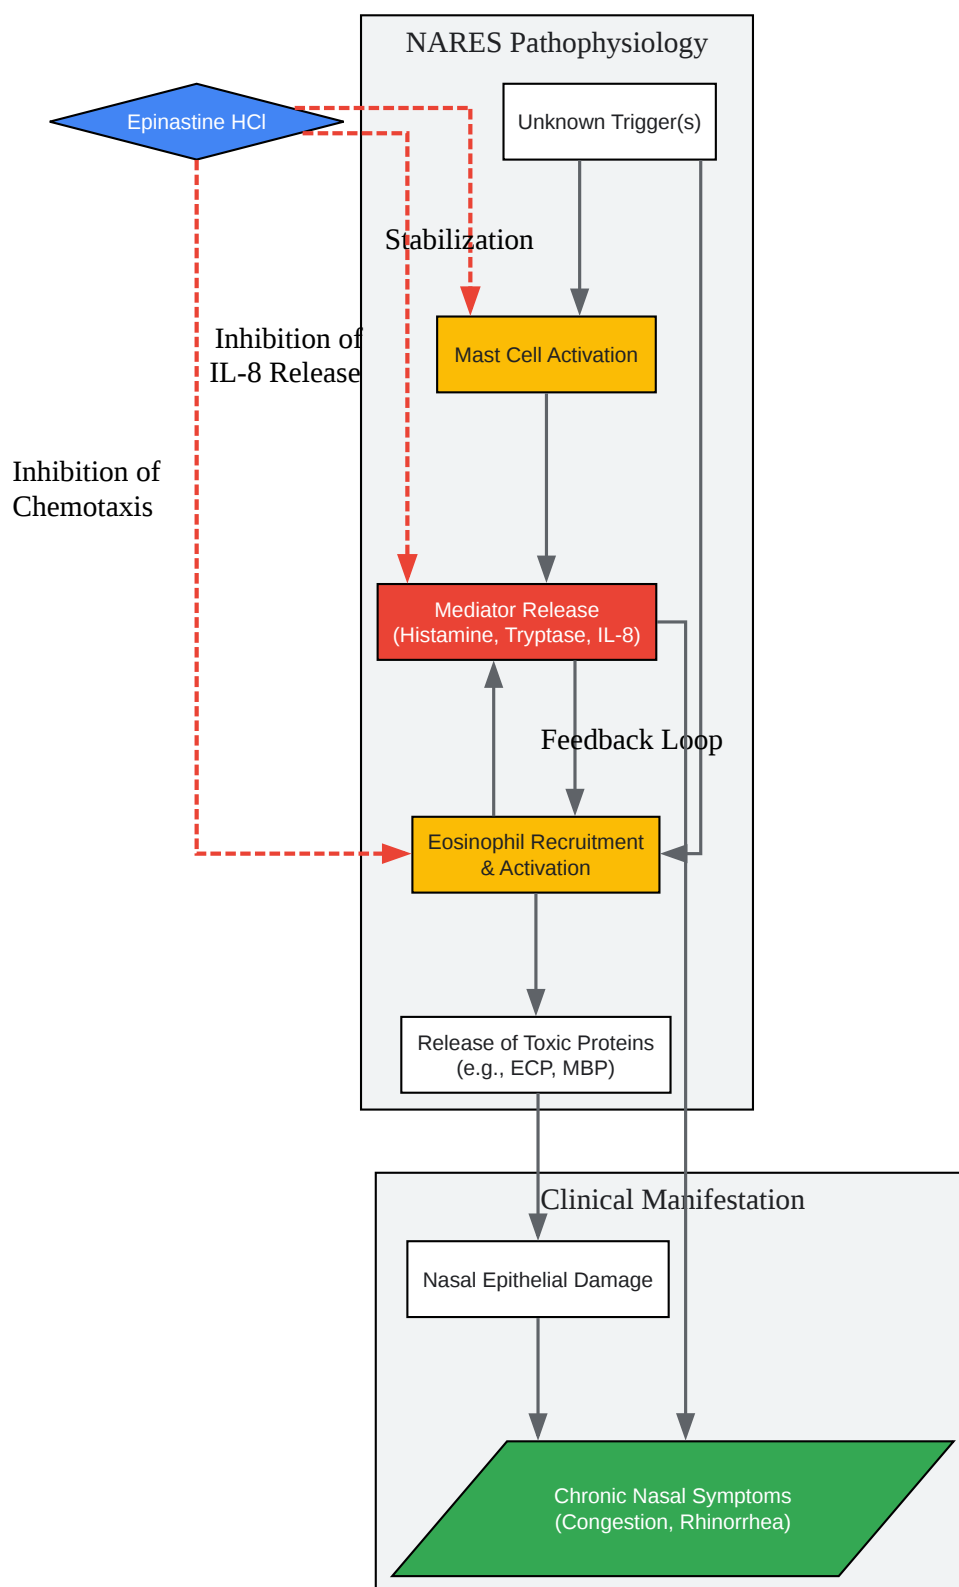 NARES Pathophysiology
Epinastine HCl
Unknown Trigger(s)
Stabilization
Inhibition of
IL-8 Release
Mast Cell Activation
Inhibition of
Chemotaxis
Mediator Release
(Histamine, Tryptase, IL-8)
Feedback Loop
Eosinophil Recruitment
& Activation
Release of Toxic Proteins
(e.g., ECP, MBP)
Clinical Manifestation
Nasal Epithelial Damage
Chronic Nasal Symptoms
(Congestion, Rhinorrhea)